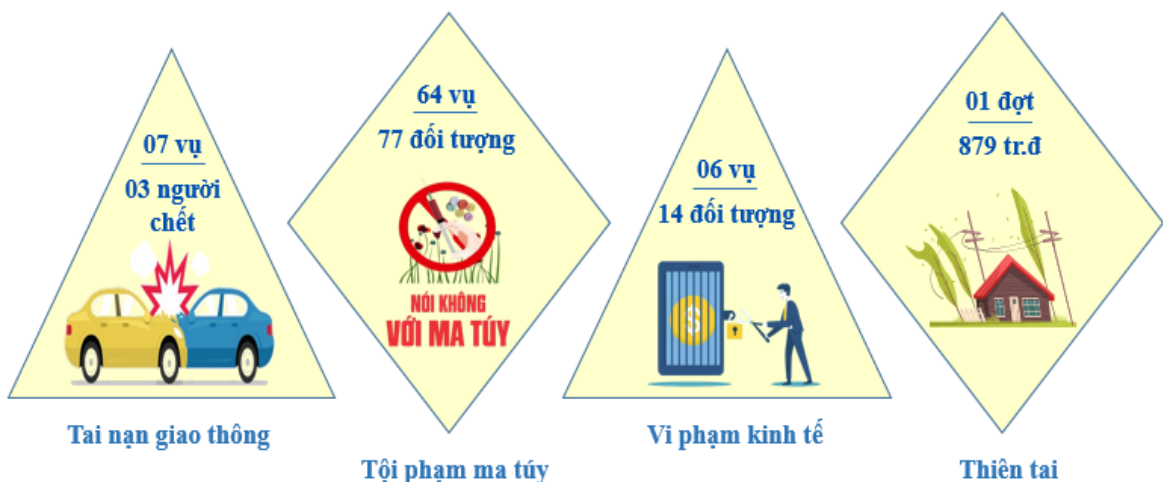 07 vụ
03 người
chết
Tai nạn giao thông
64 vụ
77 đối tượng
NÓI KHÔNG
VỚI MA TÚY
Tội phạm ma túy
06 vụ
14 đối tượng
$
Vi phạm kinh tế
01 đợt
879 tr.đ
Thiên tai